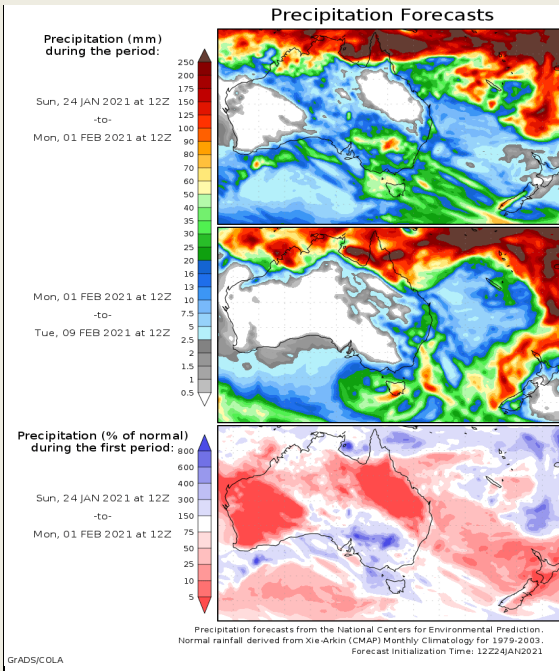 Precipitation Forecasts
Precipitation (mm)
during the period:
Sun, 24 JAN 2021 at 12Z
-to-
Mon, 01 FEB 2021 at 12Z
250
200
175
150
125
100
90
80
70
60
50
40
35
30
25
20
16
13
10
7.5
5
2.5
2
1.5
1
0.5
Mon, 01 FEB 2021 at 12Z
-to-
Tue, 09 FEB 2021 at 12Z
Precipitation (% of normal)
during the first period:
Sun, 24 JAN 2021 at 12Z
-to-
Mon, 01 FEB 2021 at 12Z
800
600
400
300
150
75
50
25
10
5
Precipitation forecasts from the National Centers for Environmental Prediction.
Normal rainfall derived from Xie-Arkin (CMAP) Monthly Climatology for 1979-2003.
Forecast Initialization Time: 12Z24JAN2021
GrADS/COLA